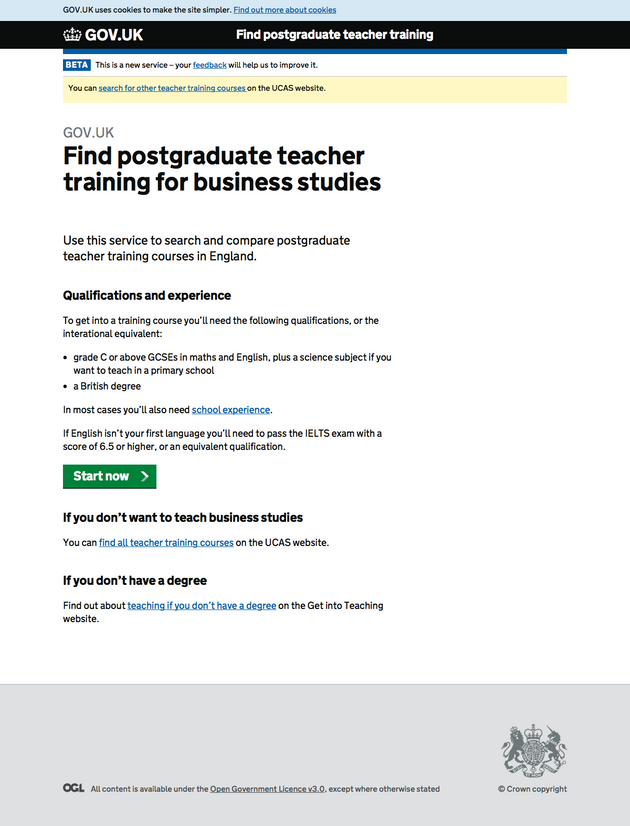 GOV.UK uses cookies to make the site simpler. Find out more about cookies
GOV.UK Find postgraduate teacher training
BETA This is a new service – your feedback will help us to improve it.
You can search for other teacher training courses on the UCAS website.
GOV.UK
Find postgraduate teacher
training for business studies
Use this service to search and compare postgraduate
teacher training courses in England.
Qualifications and experience
To get into a training course you'll need the following qualifications, or the
interational equivalent:
• grade C or above GCSEs in maths and English, plus a science subject if you
want to teach in a primary school
• a British degree
In most cases you'll also need school experience.
If English isn't your first language you'll need to pass the IELTS exam with a
score of 6.5 or higher, or an equivalent qualification.
Start now
If you don't want to teach business studies
You can find all teacher training courses on the UCAS website.
If you don't have a degree
Find out about teaching if you don't have a degree on the Get into Teaching
website.
OGL All content is available under the Open Government Licence v3.0, except where otherwise stated
© Crown copyright